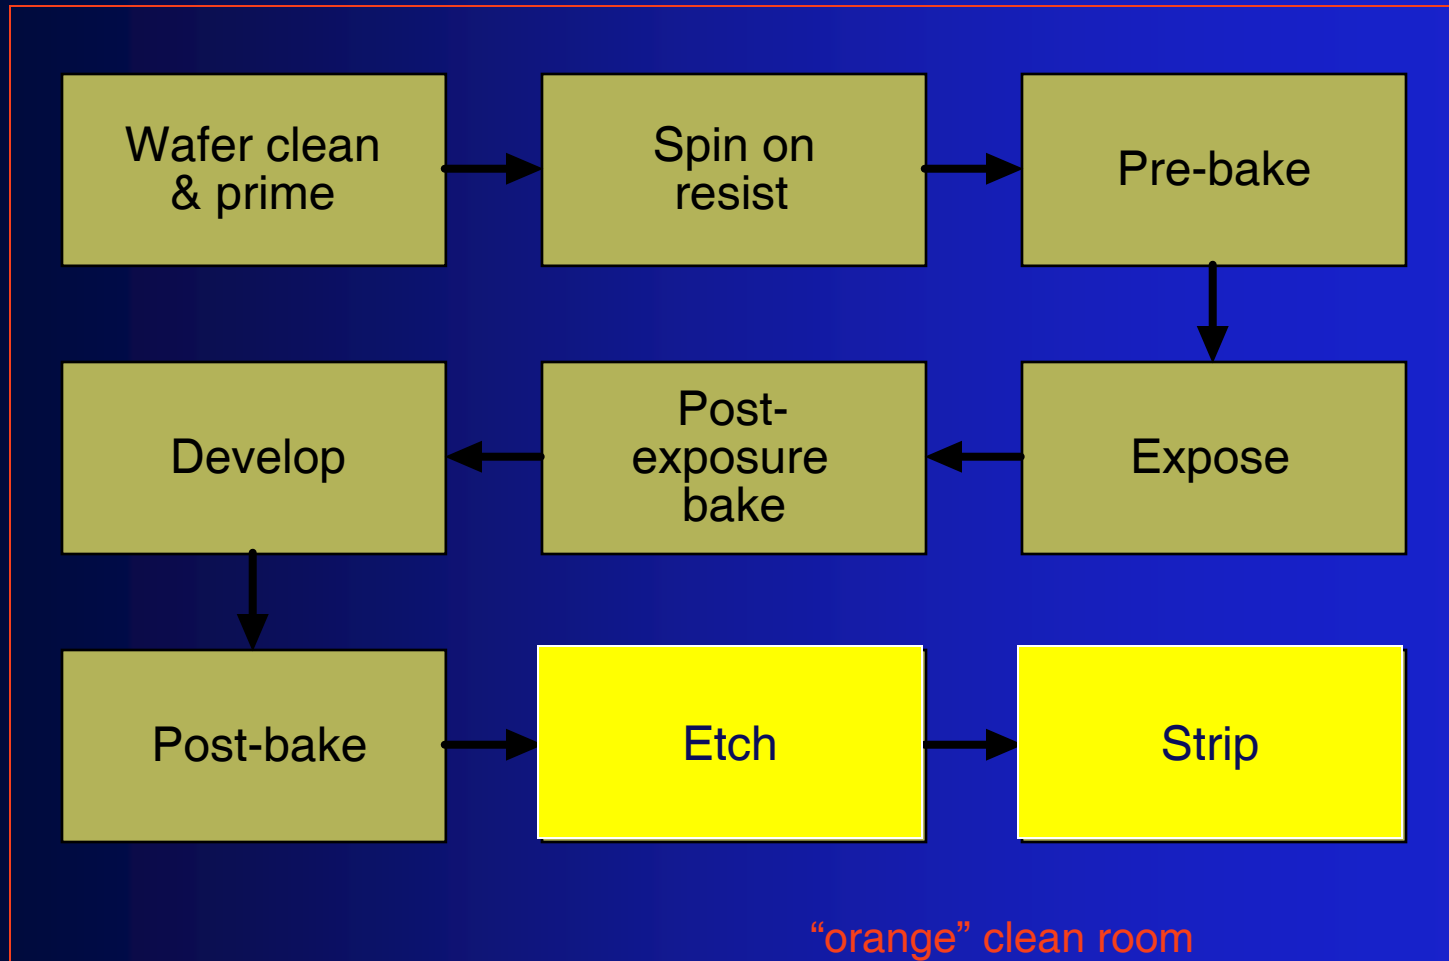 Wafer clean
& prime
Spin on
resist
Pre-bake
Develop
Post-
exposure
bake
Expose
Post-bake
Etch
Strip
“orange” clean room